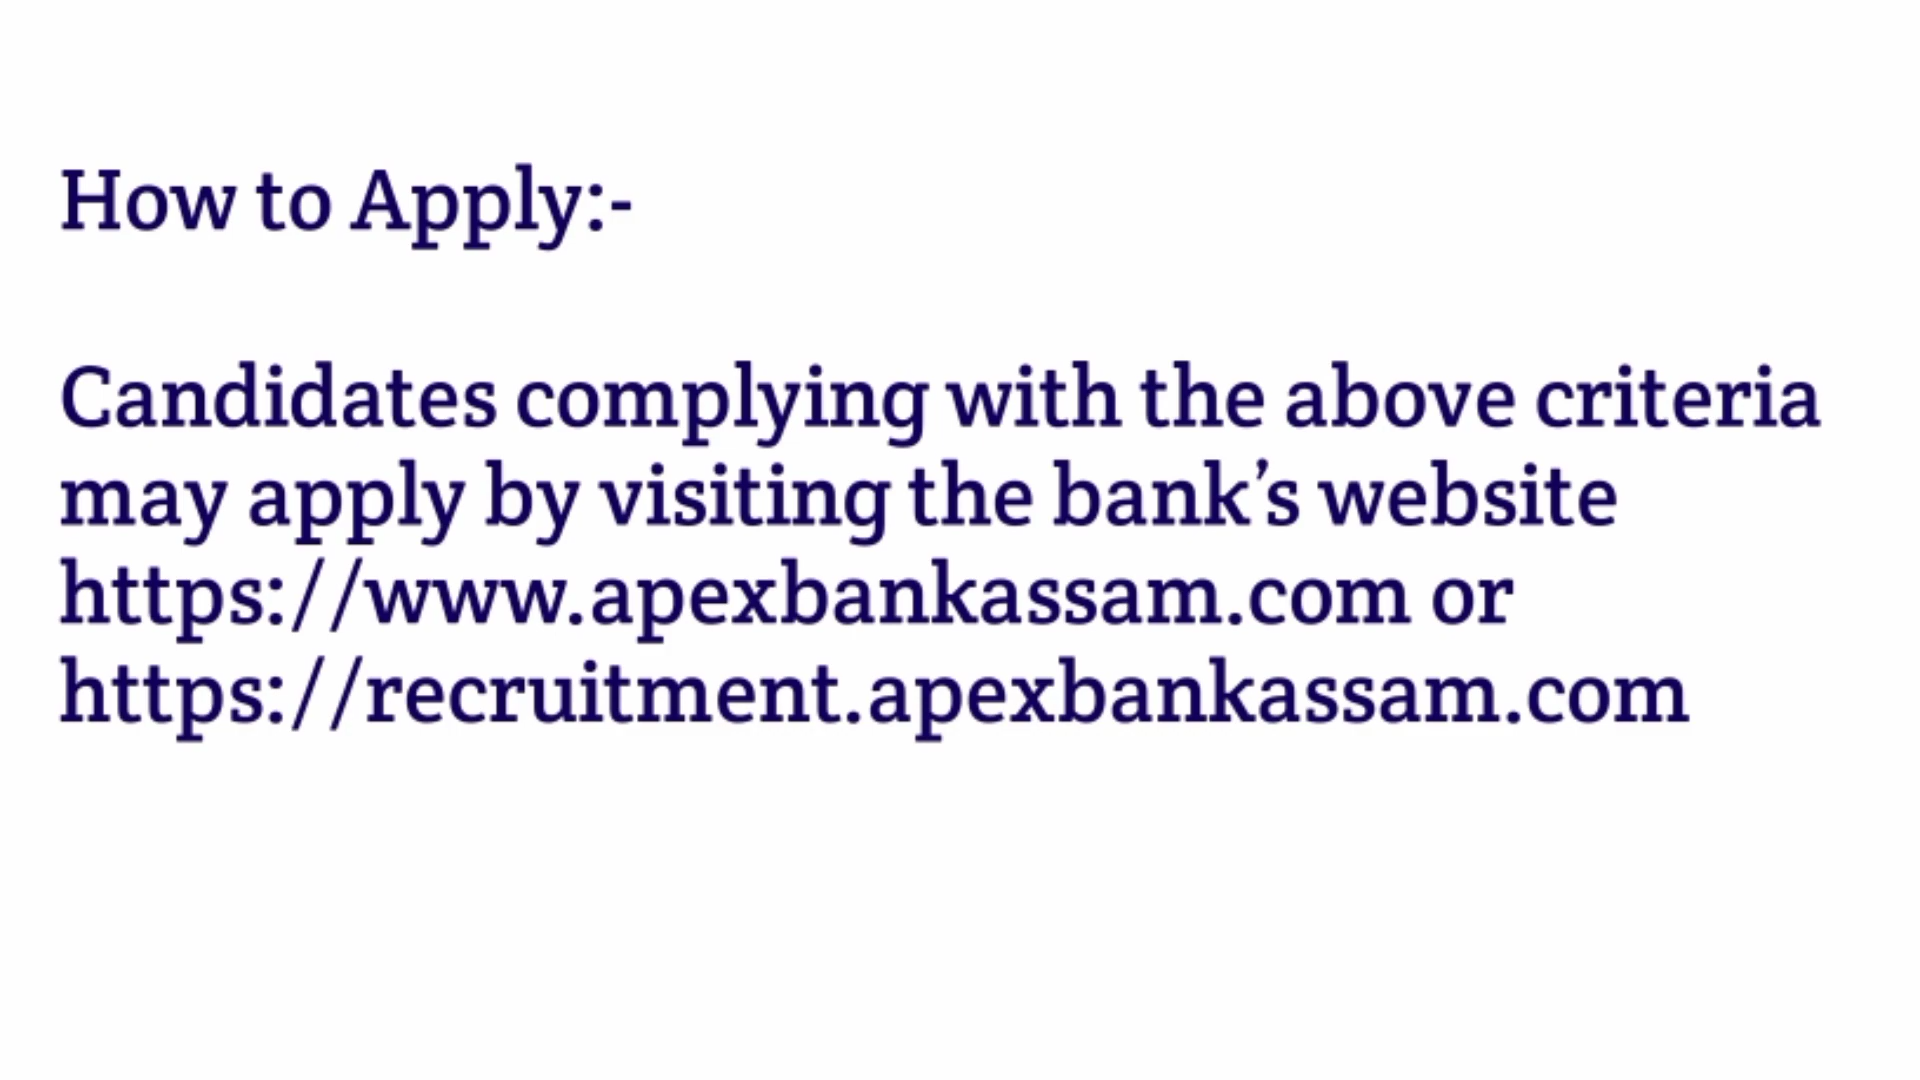 How to Apply:-
Candidates complying with the above criteria
may apply by visiting the bank’s website
https://www.apexbankassam.com or
https://recruitment.apexbankassam.com